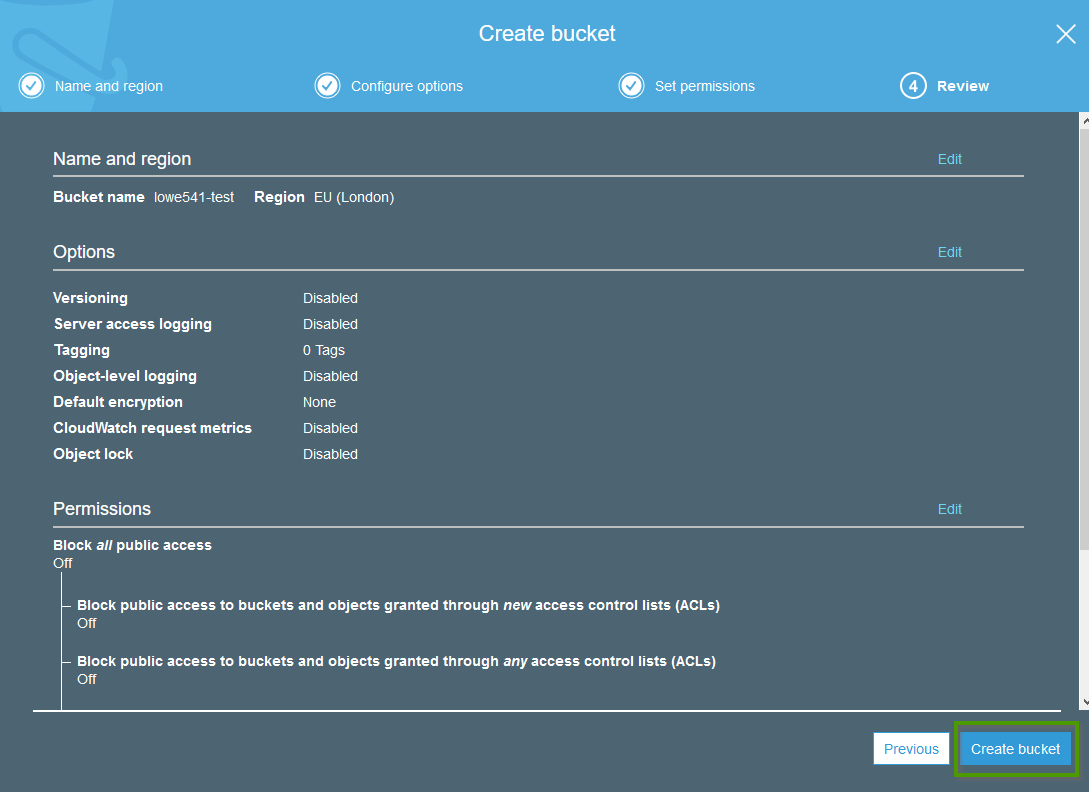 Create bucket
Name and region
Configure options
Set permissions
4 Review
Name and region Edit
Bucket name lowe541-test Region EU (London)
Options Edit
Versioning Disabled
Server access logging Disabled
Tagging 0 Tags
Object-level logging Disabled
Default encryption None
CloudWatch request metrics Disabled
Object lock Disabled
Permissions Edit
Block all public access
Off
Block public access to buckets and objects granted through new access control lists (ACLs)
Off
Block public access to buckets and objects granted through any access control lists (ACLs)
Off
Previous Create bucket